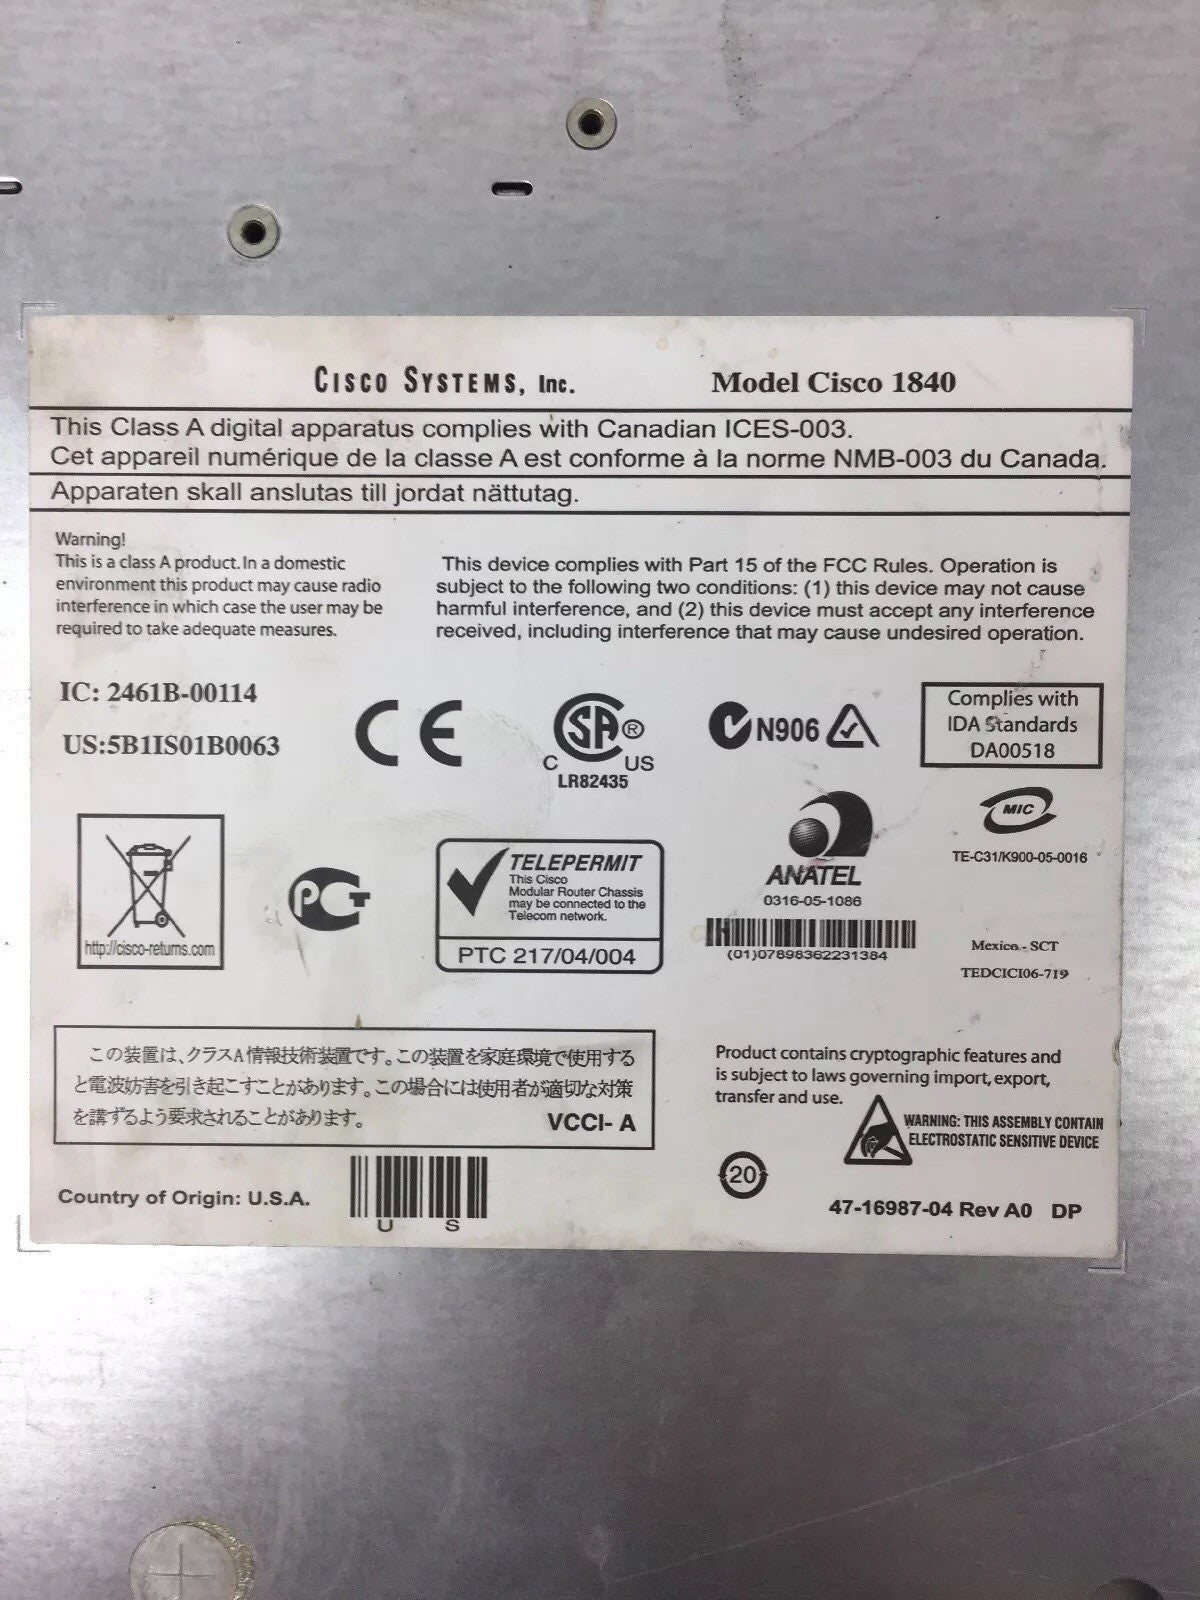 CISCO SYSTEMS, Inc. Model Cisco 1840
This Class A digital apparatus complies with Canadian ICES-003.
Cet appareil numérique de la classe A est conforme à la norme NMB-003 du Canada.
Apparaten skall anslutas till jordat nättutag.
Warning!
This is a class A product. In a domestic
environment this product may cause radio
interference in which case the user may be
required to take adequate measures.
This device complies with Part 15 of the FCC Rules. Operation is
subject to the following two conditions: (1) this device may not cause
harmful interference, and (2) this device must accept any interference
received, including interference that may cause undesired operation.
IC: 2461B-00114
US:5B1IS01B0063
CE
SA®
C US
LR82435
N906
Complies with
IDA Standards
DA00518
http://cisco-returns.com
PCT
TELEPERMIT
This Cisco
Modular Router Chassis
may be connected to the
Telecom network.
PTC 217/04/004
ANATEL
0316-05-1086
(01)07898362231384
MIC
TE-C31/K900-05-0016
Mexico - SCT
TEDCICI06-719
この装置は、クラスA情報技術装置です。この装置を家庭環境で使用する
と電波妨害を引き起こすことがあります。この場合には使用者が適切な対策
を講ずるよう要求されることがあります。 VCCI- A
Product contains cryptographic features and
is subject to laws governing import, export,
transfer and use.
WARNING: THIS ASSEMBLY CONTAIN
ELECTROSTATIC SENSITIVE DEVICE
Country of Origin: U.S.A.
U S
20
47-16987-04 Rev A0 DP